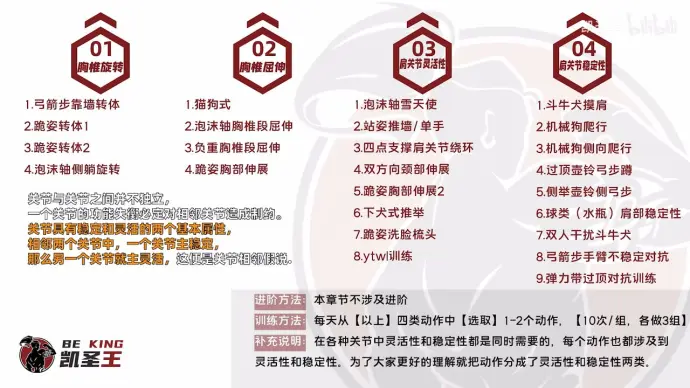 bilibili
01
胸椎旋转
1.弓箭步靠墙转体
2.跪姿转体1
3.跪姿转体2
4.泡沫轴侧躺旋转
02
胸椎屈伸
1.猫狗式
2.泡沫轴胸椎段屈伸
3.负重胸椎段屈伸
4.跪姿胸部伸展
03
肩关节灵活性
1.泡沫轴雪天使
2.站姿推墙/单手
3.四点支撑肩关节绕环
4.双方向颈部伸展
5.跪姿胸部伸展2
6.下犬式推举
7.跪姿洗脸梳头
8.ytwl训练
04
肩关节稳定性
1.斗牛犬摸肩
2.机械狗爬行
3.机械狗侧向爬行
4.过顶壶铃弓步蹲
5.侧举壶铃侧弓步
6.球类（水瓶）肩部稳定性
7.双人干扰斗牛犬
8.弓箭步手臂不稳定对抗
9.弹力带过顶对抗训练
关节与关节之间并不独立，
一个关节的功能失衡必定对相邻关节造成制约。
关节具有稳定和灵活的两个基本属性，
相邻两个关节中，一个关节主稳定，
那么另一个关节就主灵活，这便是关节相邻假说.
进阶方法： 本章节不涉及进阶
训练方法： 每天从【以上】四类动作中【选取】1-2个动作，【10次/组，各做3组】
补充说明： 在各种关节中灵活性和稳定性都是同时需要的，每个动作也都涉及到
灵活性和稳定性，为了大家更好的理解就把动作分成了灵活性和稳定性两类。
BE KING
凯圣王